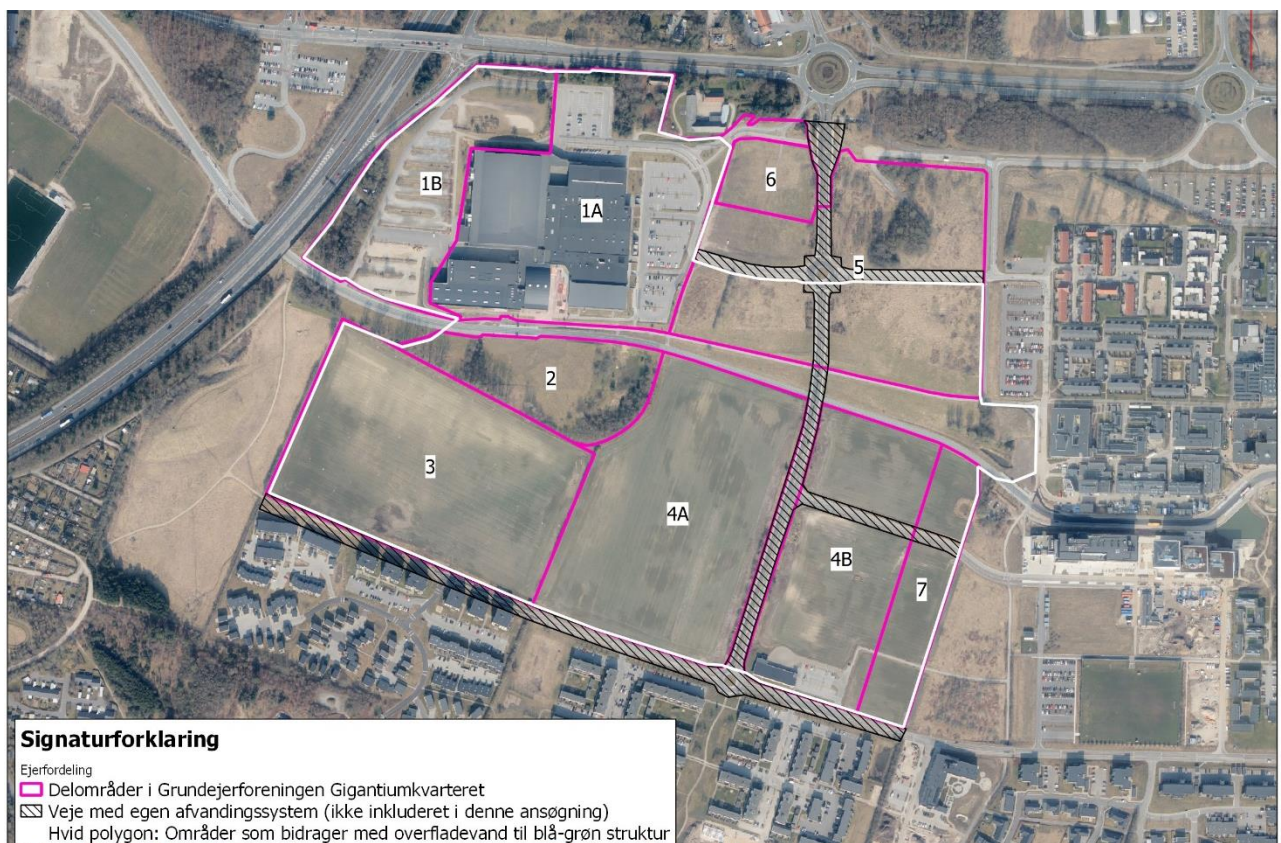 1B
1A
6
5
2
3
4A
4B
7
Signaturforklaring
Ejerfordeling
Delområder i Grundejerforeningen Gigantiumkvarteret
Veje med egen afvandingssystem (ikke inkluderet i denne ansøgning)
Hvid polygon: Områder som bidrager med overfladevand til blå-grøn struktur